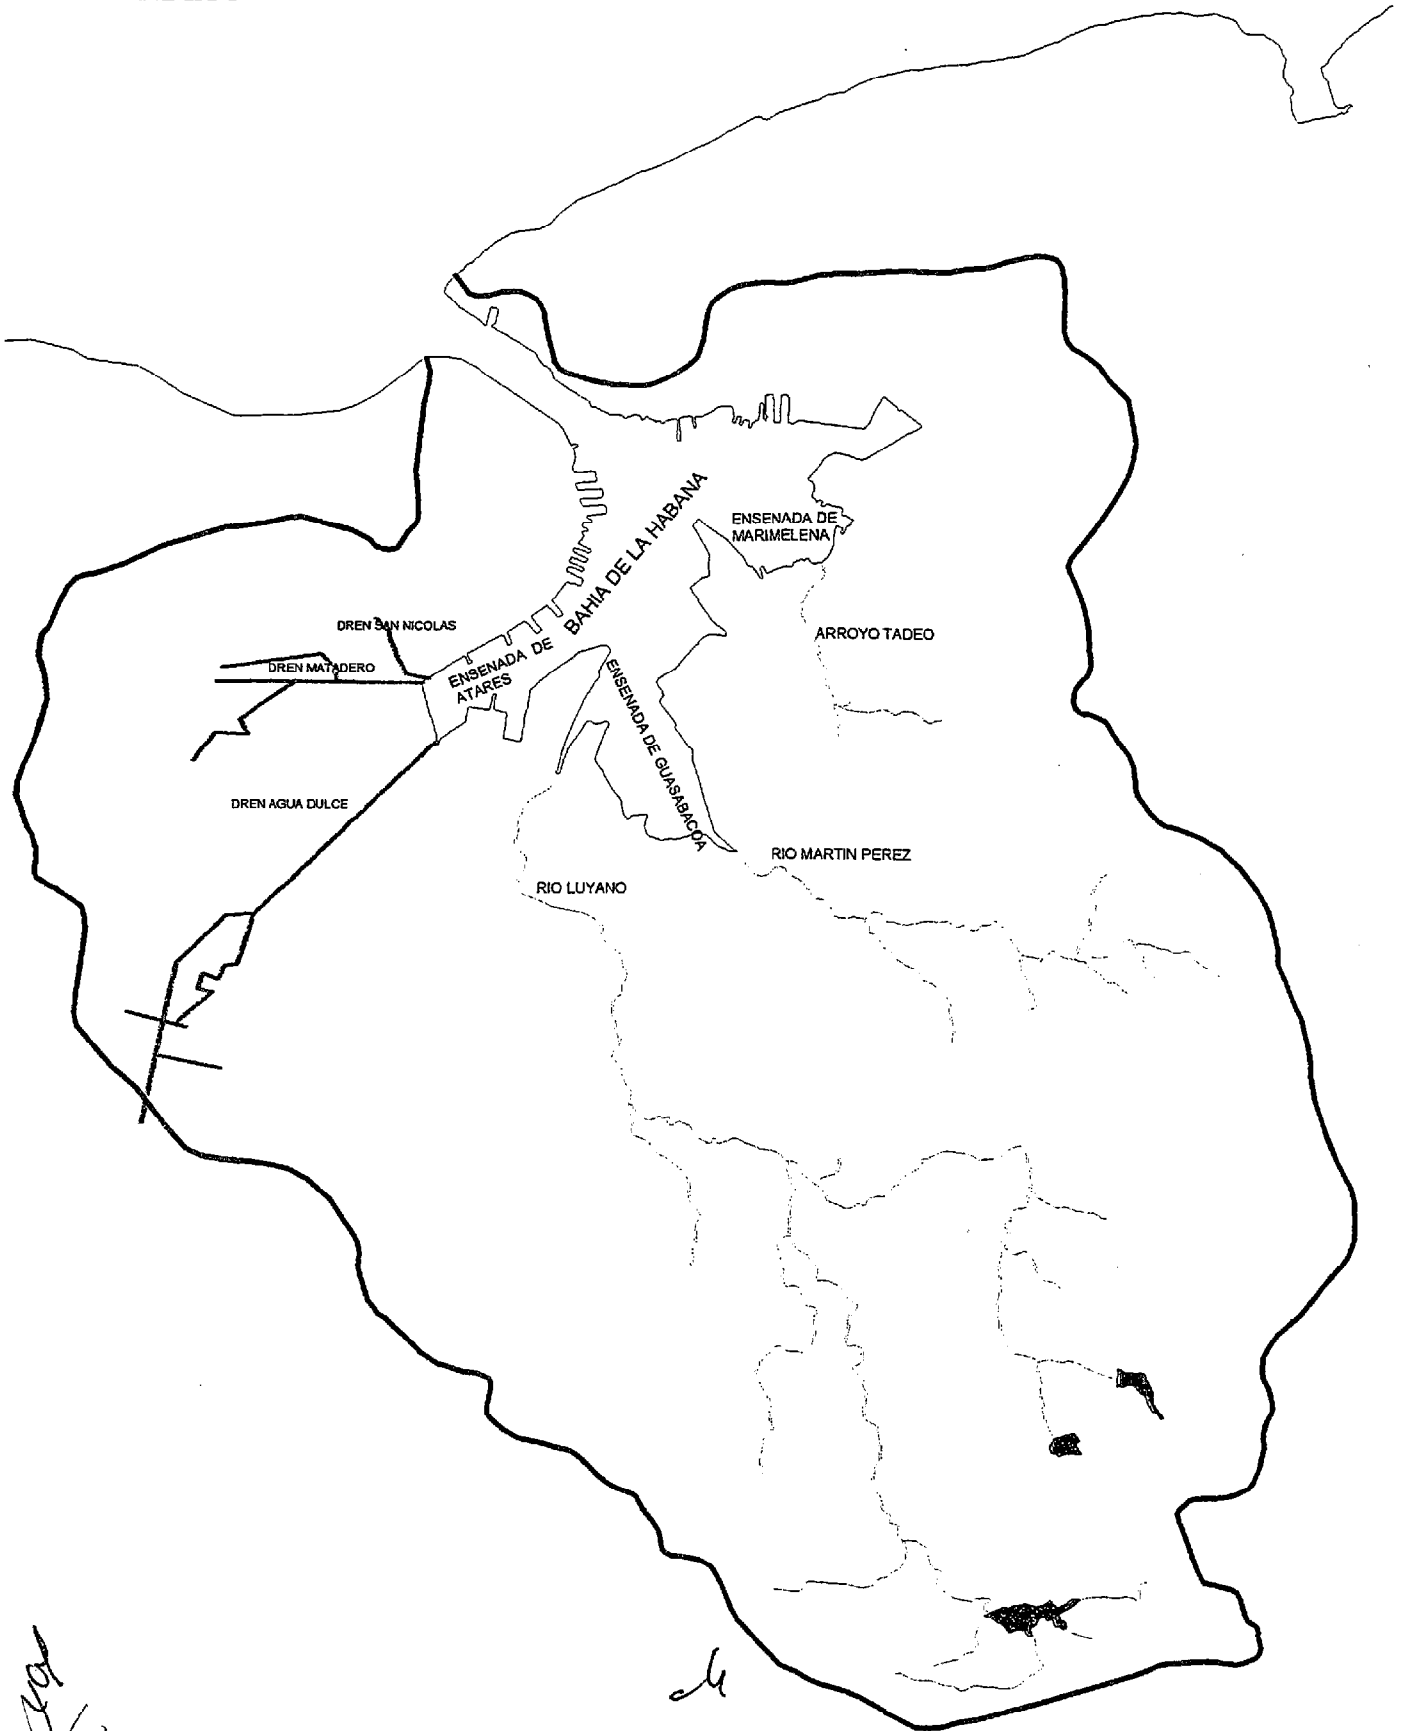 BAHIA DE LA HABANA
ENSENADA DE
MARIMELENA
DREN SAN NICOLAS
ARROYO TADEO
DREN MATADERO
ENSENADA DE
ATARES
ENSENADA DE GUASABACOA
DREN AGUA DULCE
RIO MARTIN PEREZ
RIO LUYANO